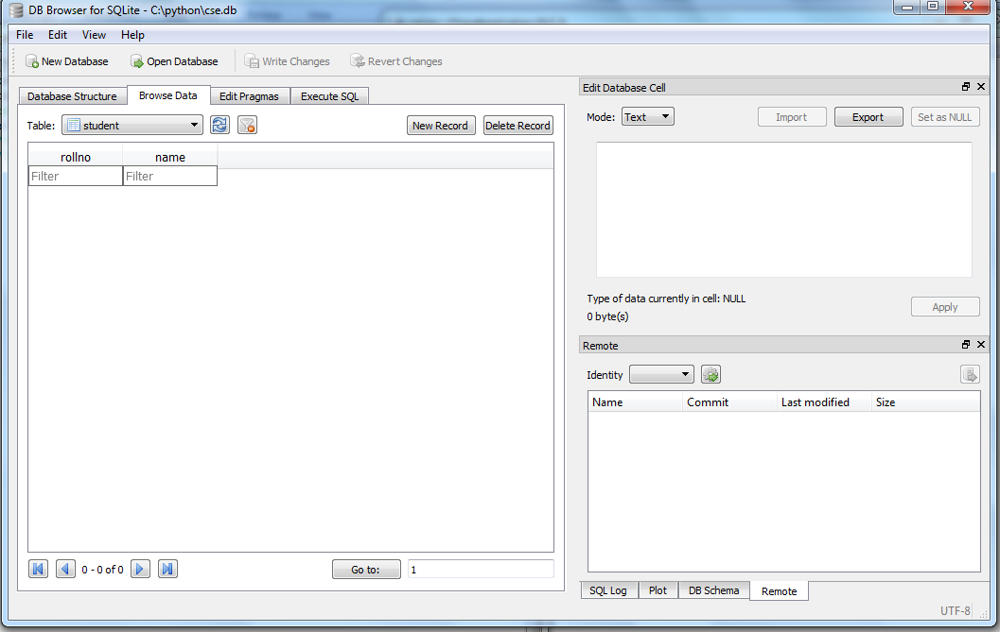 DB Browser for SQLite - C:\python\cse.db
File Edit View Help
New Database Open Database Write Changes Revert Changes
Database Structure Browse Data Edit Pragmas Execute SQL
Table: student New Record Delete Record
rollno name
Filter Filter
0 - 0 of 0 Go to: 1
Edit Database Cell
Mode: Text Import Export Set as NULL
Type of data currently in cell: NULL
0 byte(s)
Apply
Remote
Identity
Name Commit Last modified Size
SQL Log Plot DB Schema Remote
UTF-8